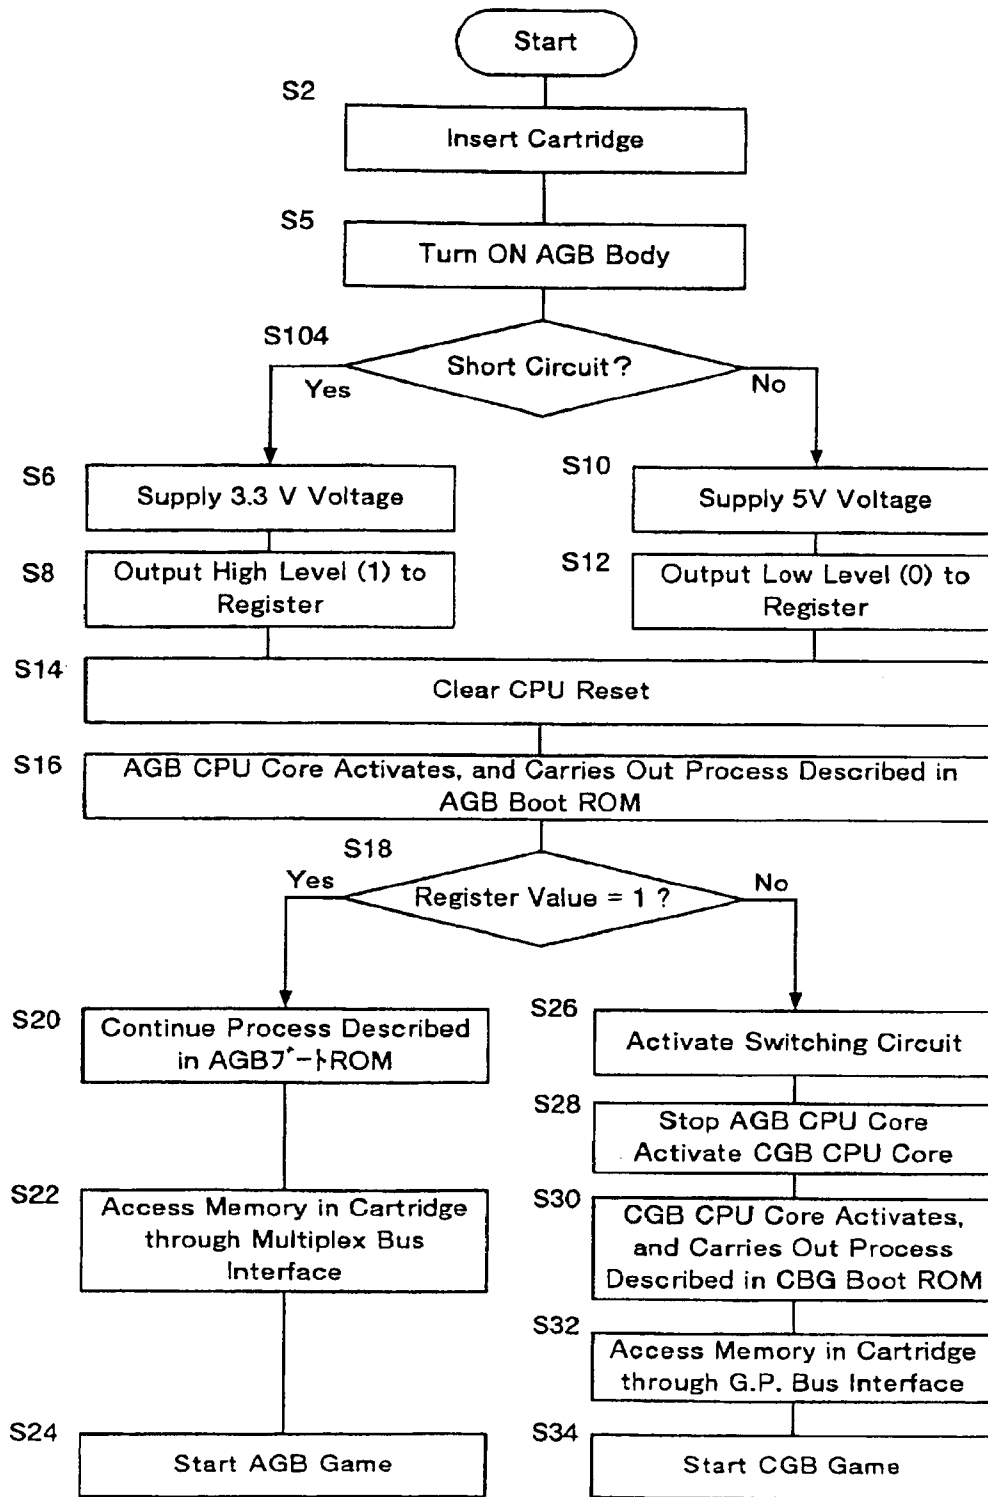 Start
S2
Insert Cartridge
S5
Turn ON AGB Body
S104
Short Circuit?
Yes
No
S6
Supply 3.3 V Voltage
S10
Supply 5V Voltage
S8
Output High Level (1) to
Register
S12
Output Low Level (0) to
Register
S14
Clear CPU Reset
S16
AGB CPU Core Activates, and Carries Out Process Described in
AGB Boot ROM
S18
Register Value = 1 ?
Yes
No
S20
Continue Process Described
in AGBブートROM
S26
Activate Switching Circuit
S28
Stop AGB CPU Core
Activate CGB CPU Core
S22
Access Memory in Cartridge
through Multiplex Bus
Interface
S30
CGB CPU Core Activates,
and Carries Out Process
Described in CBG Boot ROM
S32
Access Memory in Cartridge
through G.P. Bus Interface
S24
Start AGB Game
S34
Start CGB Game